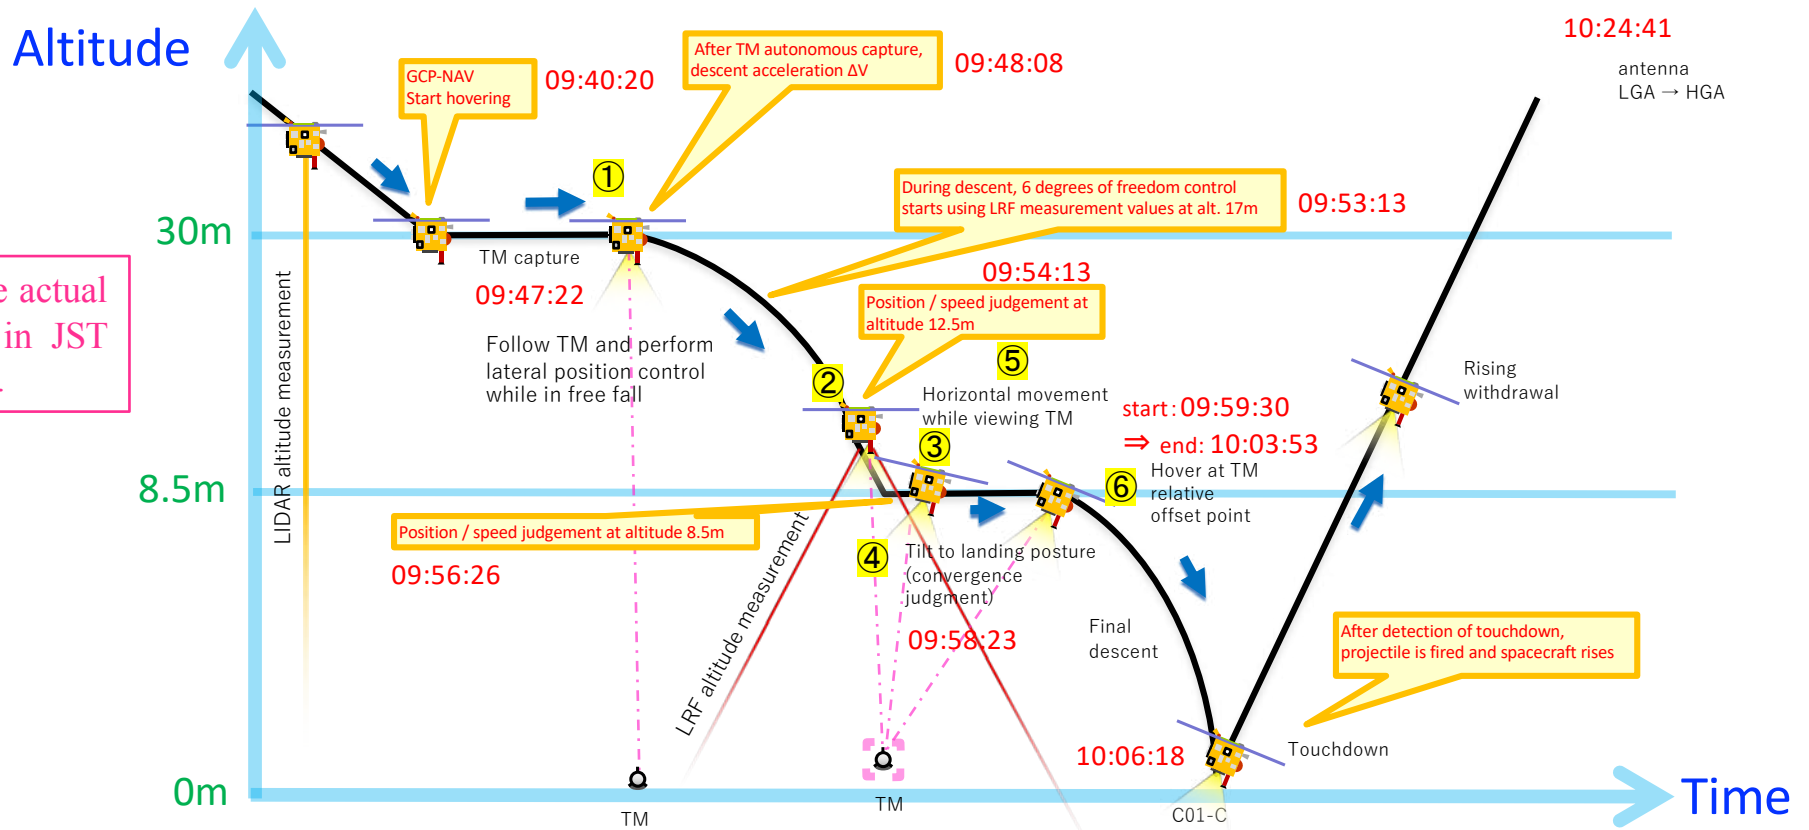 Altitude
10:24:41
antenna
LGA → HGA
After TM autonomous capture,
descent acceleration ΔV
09:48:08
GCP-NAV
Start hovering
09:40:20
①
During descent, 6 degrees of freedom control
starts using LRF measurement values at alt. 17m
09:53:13
30m
TM capture
09:47:22
09:54:13
Position / speed judgement at
altitude 12.5m
e actual
in JST
.
LIDAR altitude measurement
Follow TM and perform
lateral position control
while in free fall
②
⑤
Horizontal movement
while viewing TM
start: 09:59:30
⇒ end: 10:03:53
Rising
withdrawal
③
⑥
Hover at TM
relative
offset point
8.5m
Position / speed judgement at altitude 8.5m
09:56:26
LRF altitude measurement
④
Tilt to landing posture
(convergence
judgment)
09:58:23
Final
descent
After detection of touchdown,
projectile is fired and spacecraft rises
10:06:18
Touchdown
0m
TM
TM
C01-C
Time